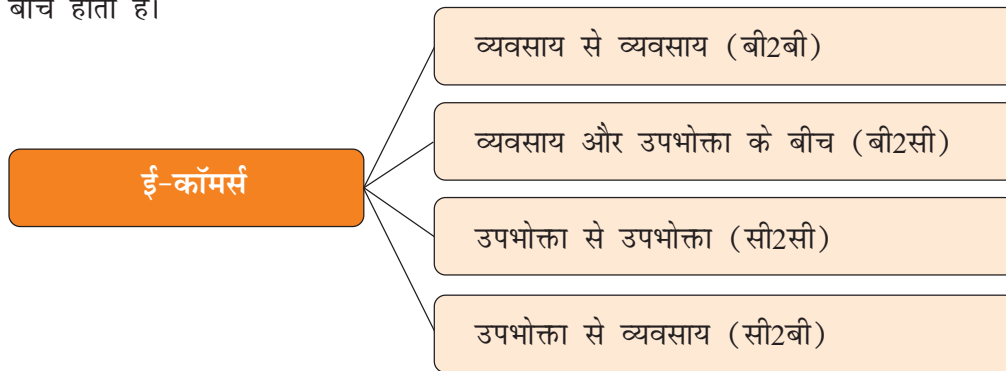 बीच होता है।
व्यवसाय से व्यवसाय (बी2बी)
व्यवसाय और उपभोक्ता के बीच (बी2सी)
ई-कॉमर्स
उपभोक्ता से उपभोक्ता (सी2सी)
उपभोक्ता से व्यवसाय (सी2बी)